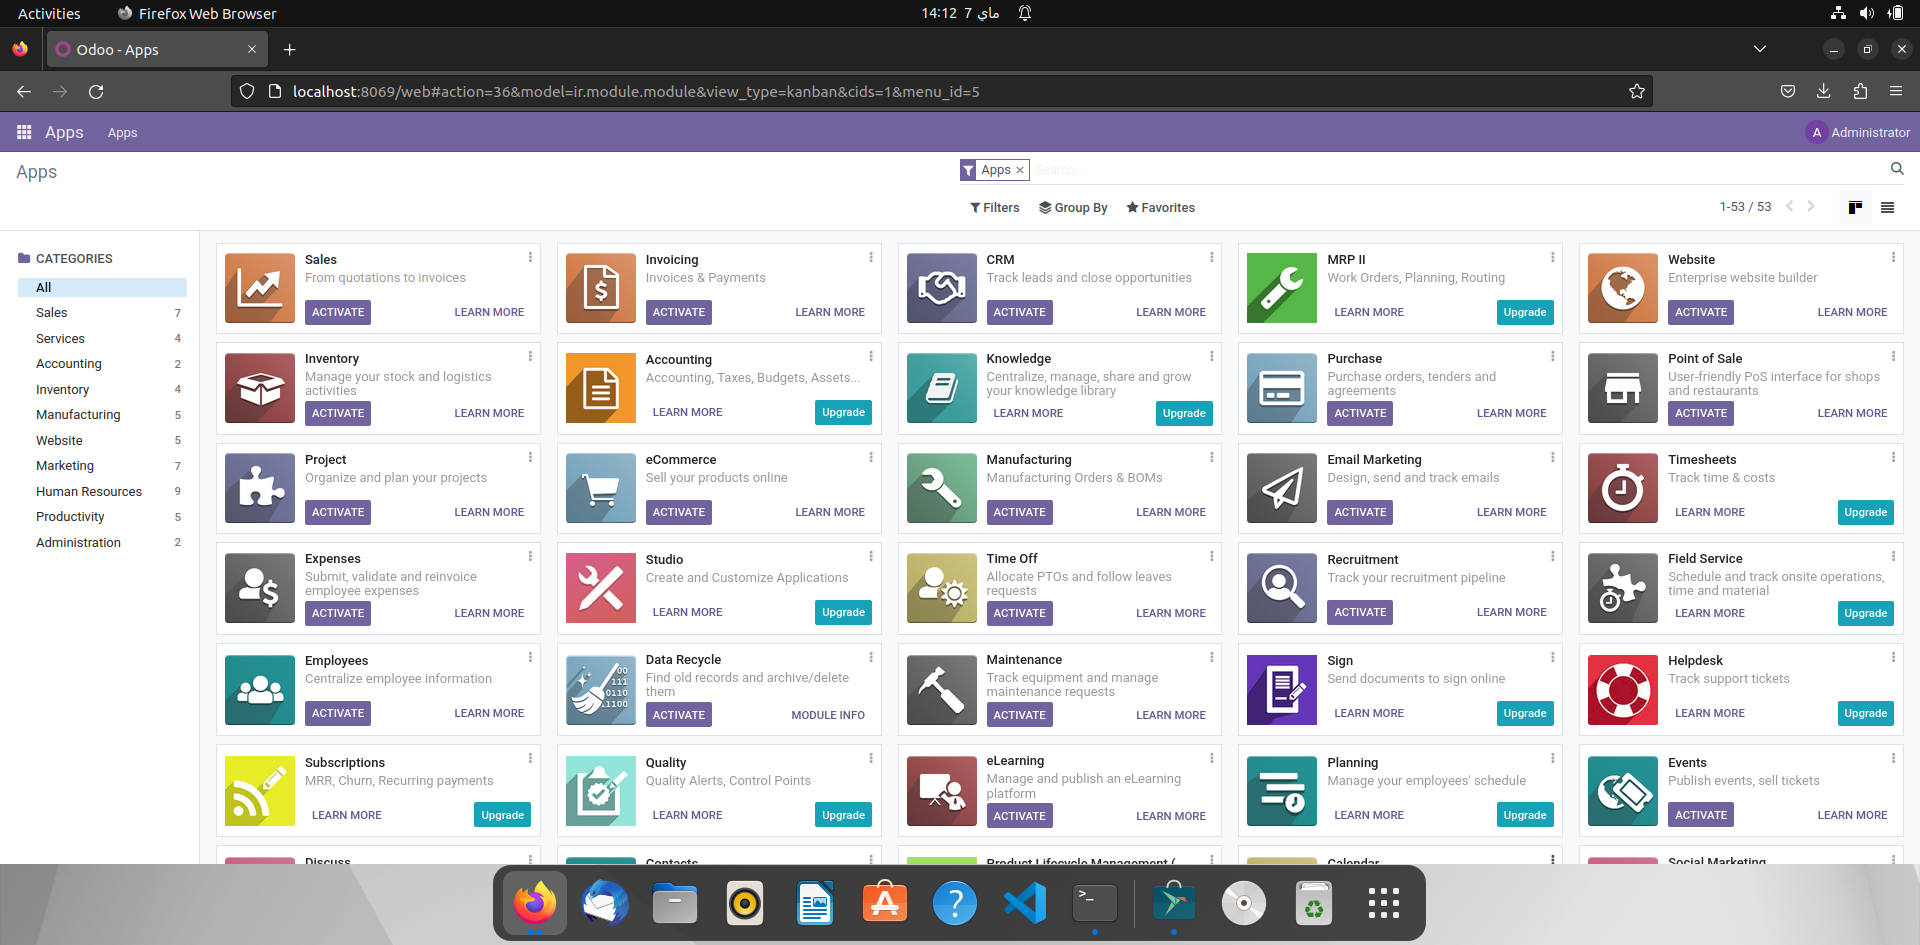 Activities
Firefox Web Browser
14:12 7 ماي
Odoo - Apps
localhost:8069/web#action=36&model=ir.module.module&view_type=kanban&cids=1&menu_id=5
Apps
Apps
A Administrator
Apps
Apps
Search...
Filters
Group By
Favorites
1-53 / 53
CATEGORIES
All
Sales 7
Services 4
Accounting 2
Inventory 4
Manufacturing 5
Website 5
Marketing 7
Human Resources 9
Productivity 5
Administration 2
Sales
From quotations to invoices
ACTIVATE LEARN MORE
Invoicing
Invoices & Payments
ACTIVATE LEARN MORE
CRM
Track leads and close opportunities
ACTIVATE LEARN MORE
MRP II
Work Orders, Planning, Routing
LEARN MORE Upgrade
Website
Enterprise website builder
ACTIVATE LEARN MORE
Inventory
Manage your stock and logistics
activities
ACTIVATE LEARN MORE
Accounting
Accounting, Taxes, Budgets, Assets...
LEARN MORE Upgrade
Knowledge
Centralize, manage, share and grow
your knowledge library
LEARN MORE Upgrade
Purchase
Purchase orders, tenders and
agreements
ACTIVATE LEARN MORE
Point of Sale
User-friendly PoS interface for shops
and restaurants
ACTIVATE LEARN MORE
Project
Organize and plan your projects
ACTIVATE LEARN MORE
eCommerce
Sell your products online
ACTIVATE LEARN MORE
Manufacturing
Manufacturing Orders & BOMs
ACTIVATE LEARN MORE
Email Marketing
Design, send and track emails
ACTIVATE LEARN MORE
Timesheets
Track time & costs
LEARN MORE Upgrade
Expenses
Submit, validate and reinvoice
employee expenses
ACTIVATE LEARN MORE
Studio
Create and Customize Applications
LEARN MORE Upgrade
Time Off
Allocate PTOs and follow leaves
requests
ACTIVATE LEARN MORE
Recruitment
Track your recruitment pipeline
ACTIVATE LEARN MORE
Field Service
Schedule and track onsite operations,
time and material
LEARN MORE Upgrade
Employees
Centralize employee information
ACTIVATE LEARN MORE
Data Recycle
Find old records and archive/delete
them
ACTIVATE MODULE INFO
Maintenance
Track equipment and manage
maintenance requests
ACTIVATE LEARN MORE
Sign
Send documents to sign online
LEARN MORE Upgrade
Helpdesk
Track support tickets
LEARN MORE Upgrade
Subscriptions
MRR, Churn, Recurring payments
LEARN MORE Upgrade
Quality
Quality Alerts, Control Points
LEARN MORE Upgrade
eLearning
Manage and publish an eLearning
platform
ACTIVATE LEARN MORE
Planning
Manage your employees' schedule
LEARN MORE Upgrade
Events
Publish events, sell tickets
ACTIVATE LEARN MORE
Discuss
Contacts
Product Lifecycle Management (
Calendar
Social Marketing